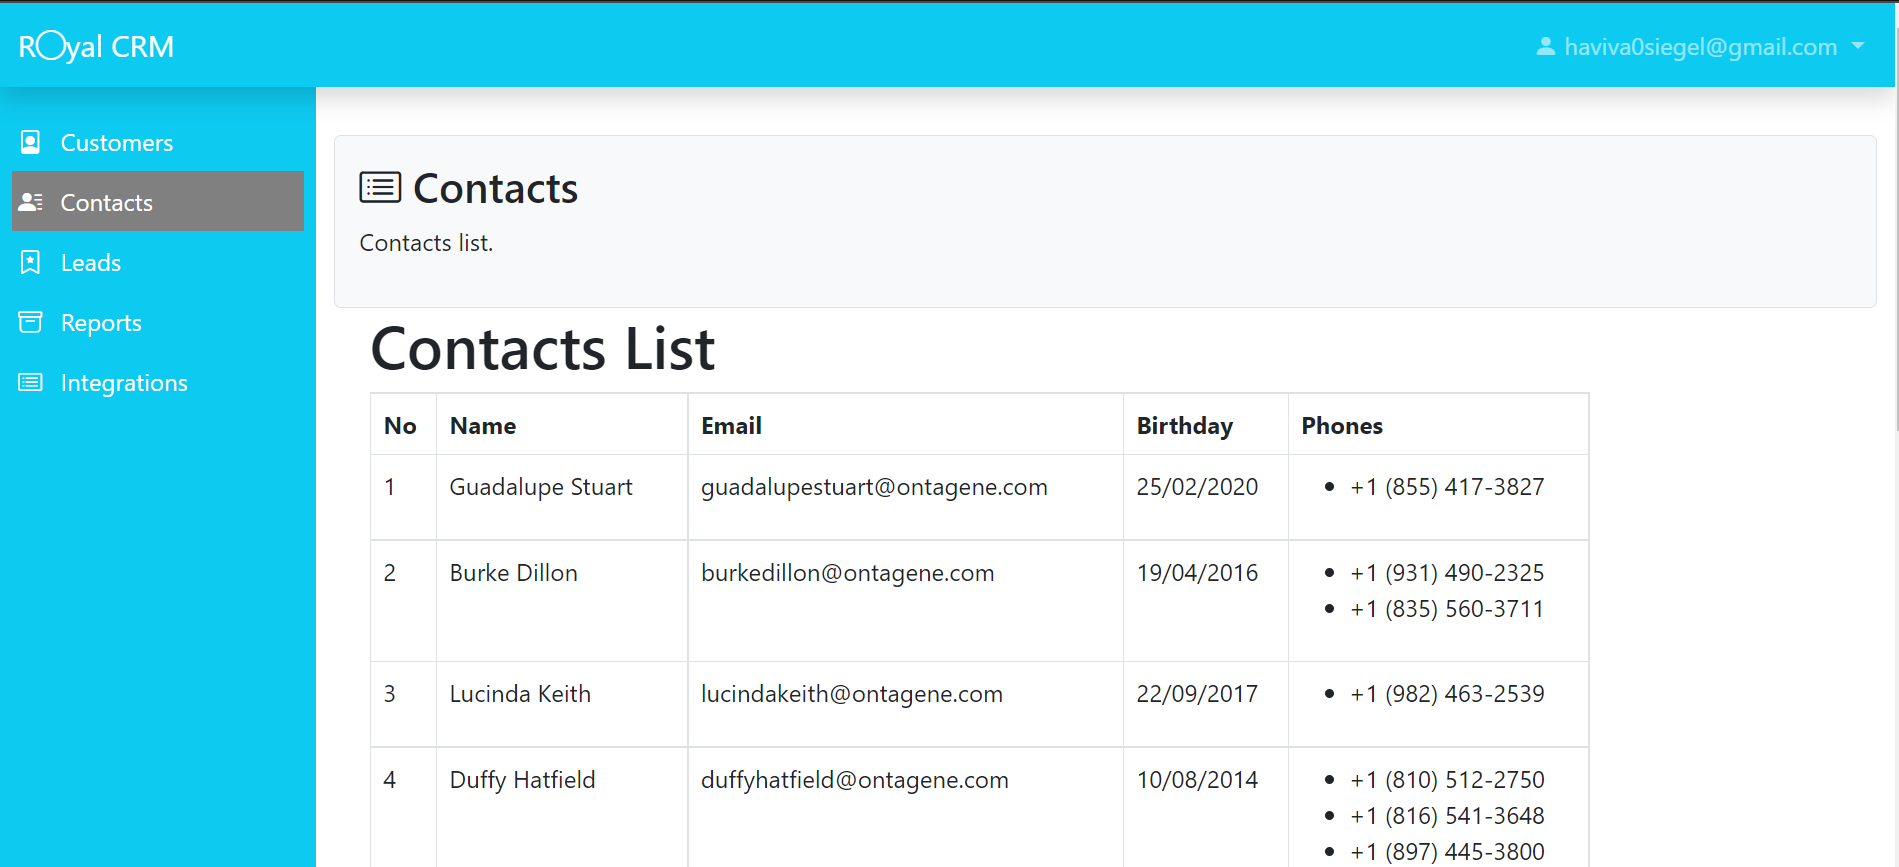 ROyal CRM
haviva0siegel@gmail.com
Customers
Contacts
Leads
Reports
Integrations
Contacts
Contacts list.
Contacts List
No Name Email Birthday Phones
1 Guadalupe Stuart guadalupestuart@ontagene.com 25/02/2020 • +1 (855) 417-3827
2 Burke Dillon burkedillon@ontagene.com 19/04/2016 • +1 (931) 490-2325
• +1 (835) 560-3711
3 Lucinda Keith lucindakeith@ontagene.com 22/09/2017 • +1 (982) 463-2539
4 Duffy Hatfield duffyhatfield@ontagene.com 10/08/2014 • +1 (810) 512-2750
• +1 (816) 541-3648
• +1 (897) 445-3800